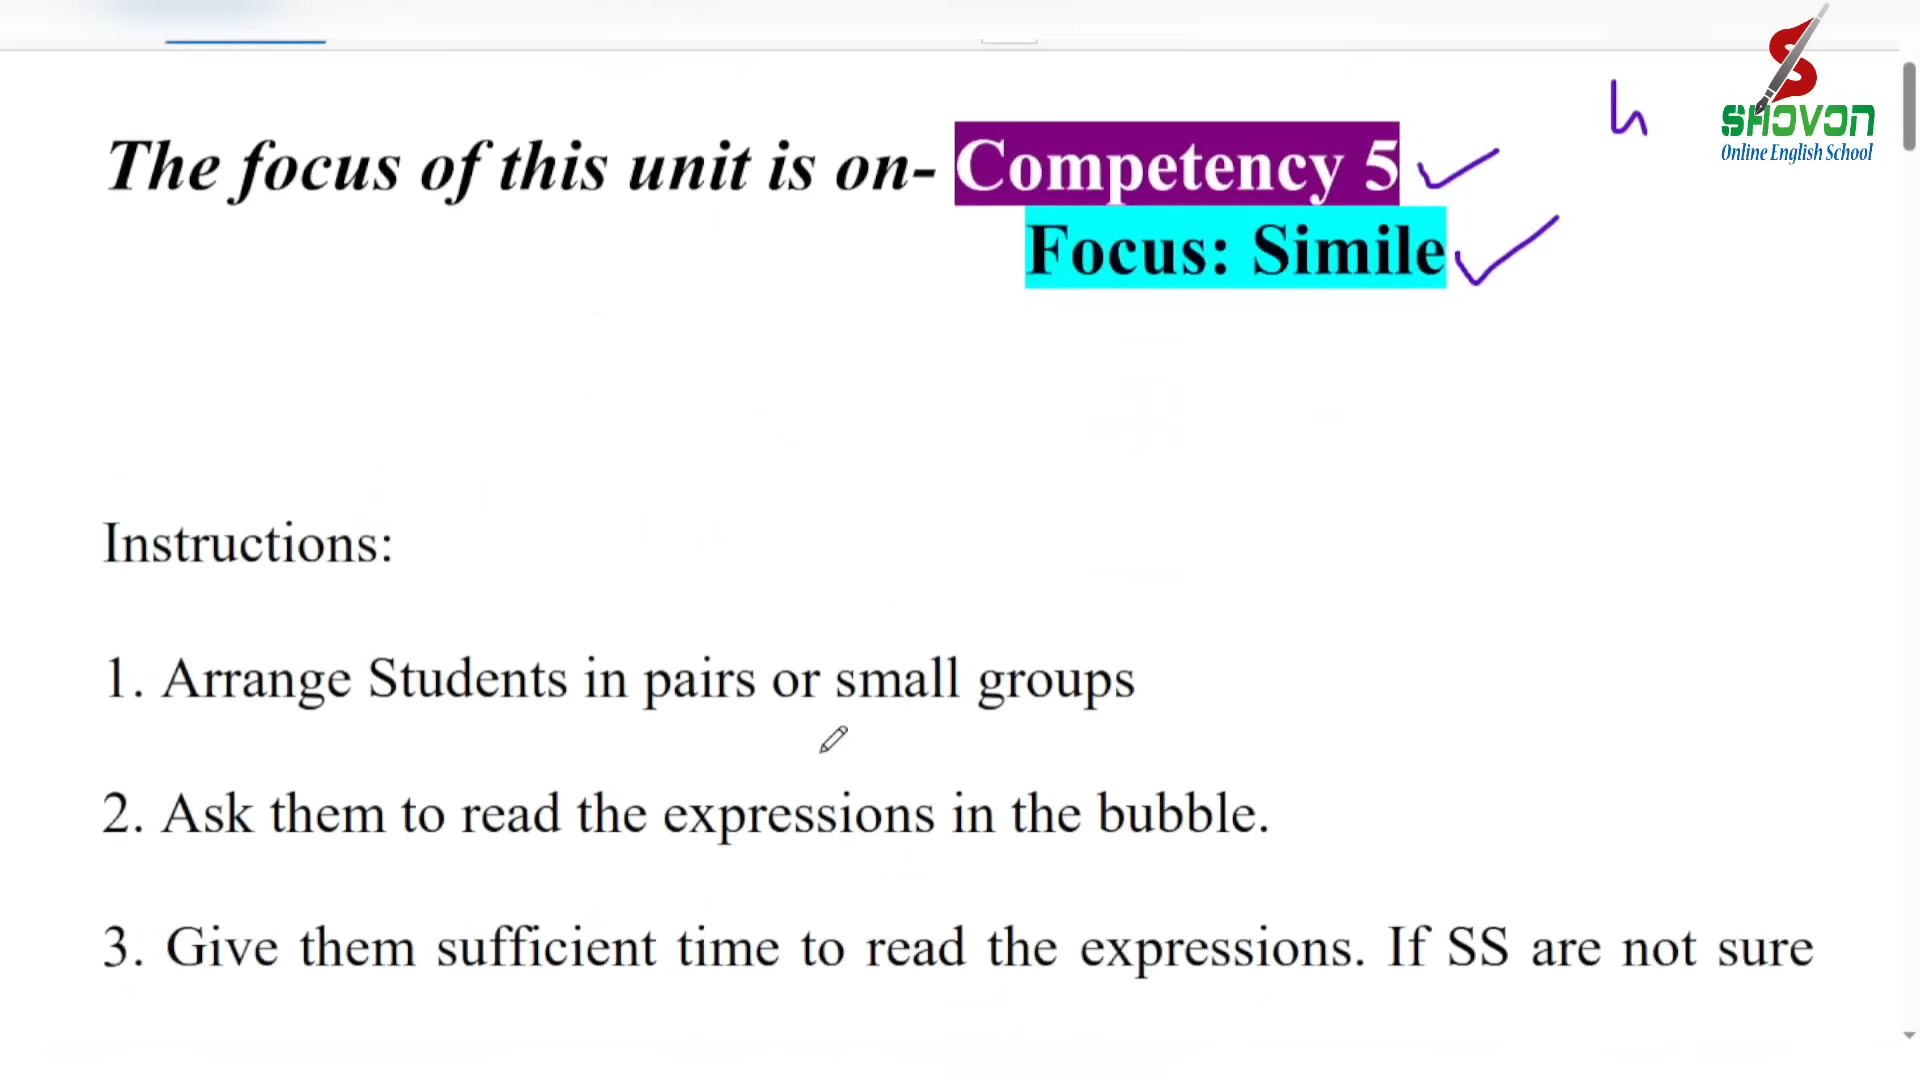 The focus of this unit is on- Competency 5
Focus: Simile
h
SHOVON
Online English School
Instructions:
1. Arrange Students in pairs or small groups
2. Ask them to read the expressions in the bubble.
3. Give them sufficient time to read the expressions. If SS are not sure